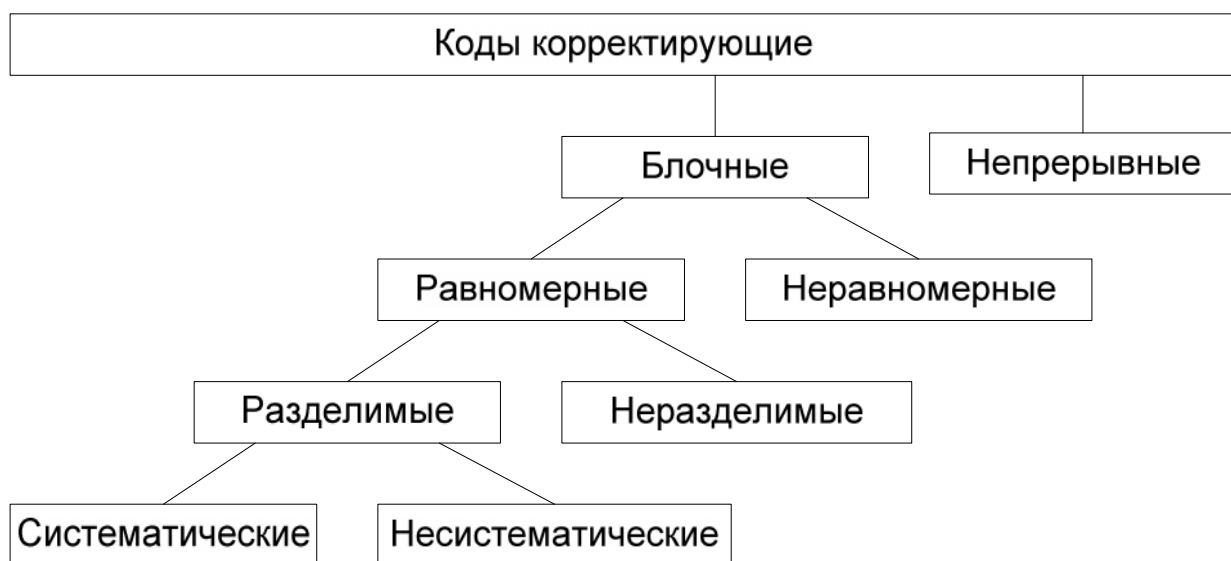 Коды корректирующие
Блочные
Непрерывные
Равномерные
Неравномерные
Разделимые
Неразделимые
Систематические
Несистематические